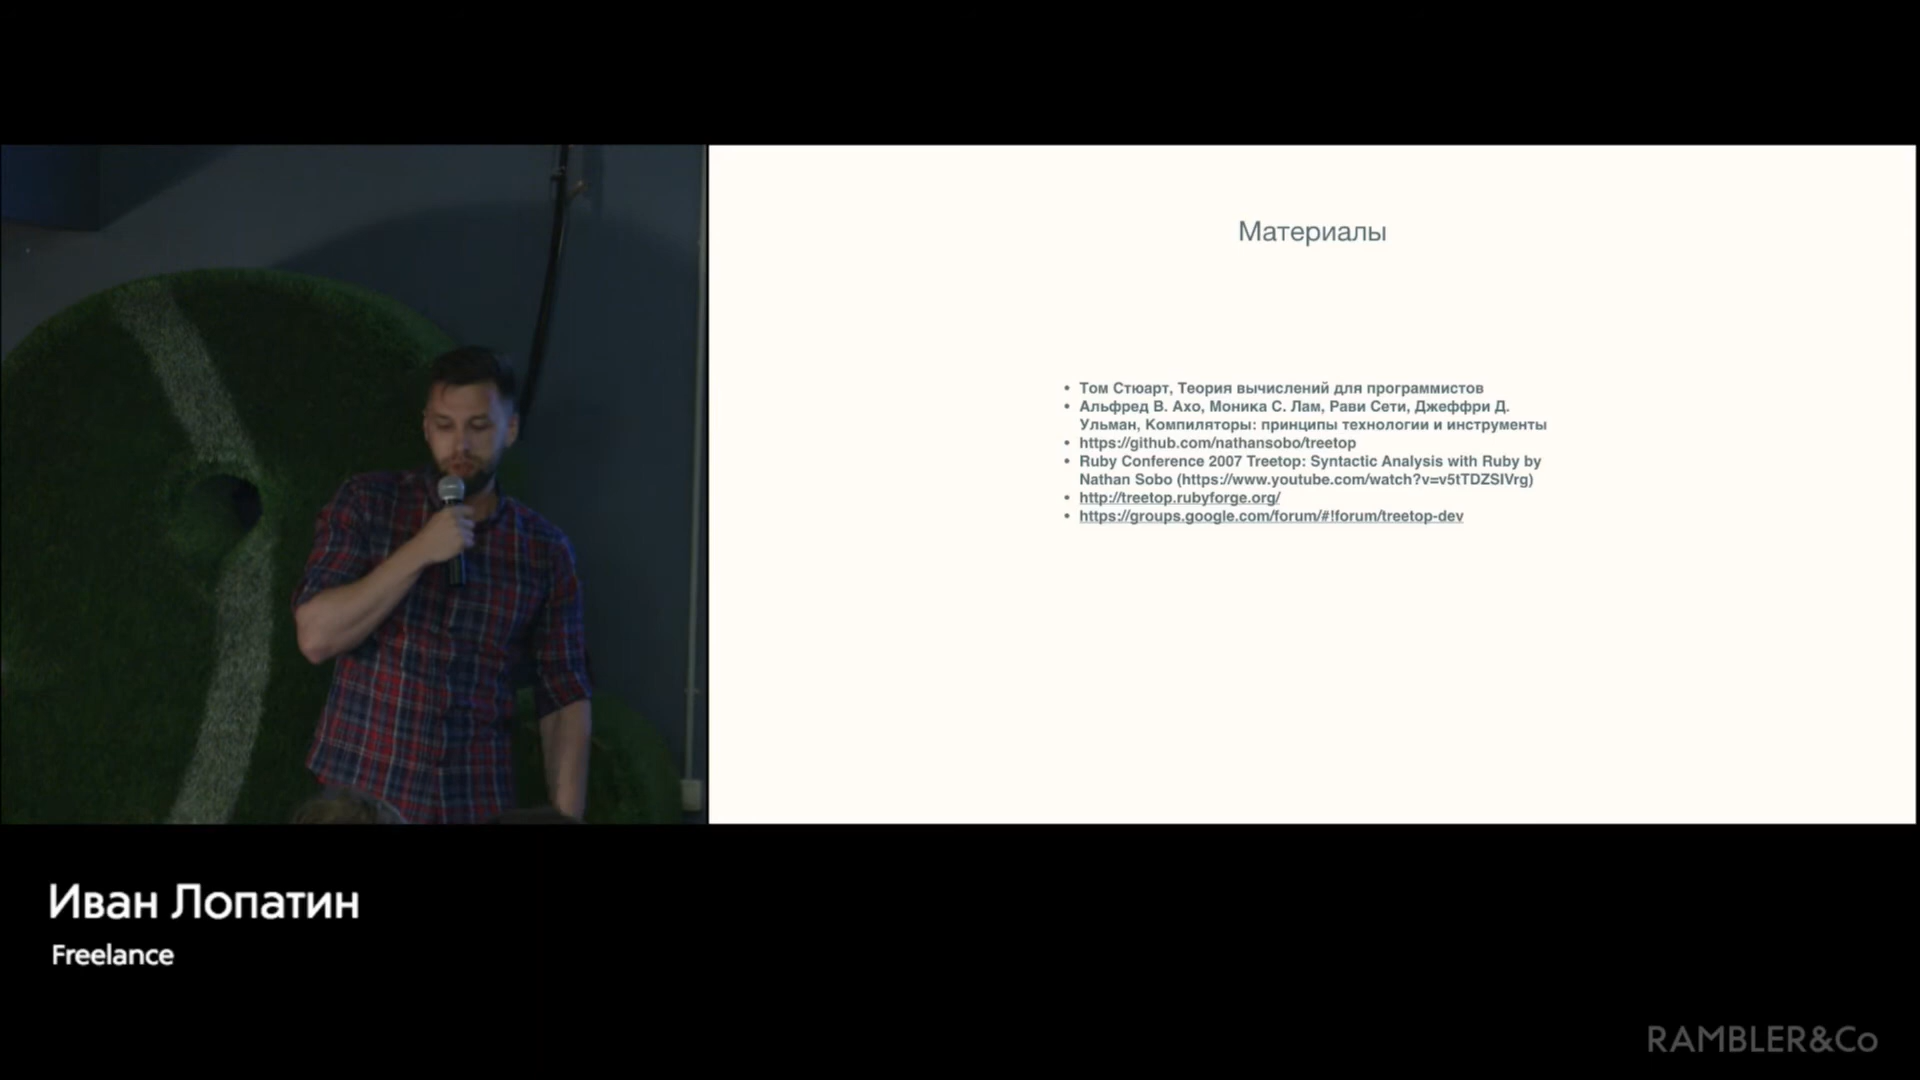 Материалы
• Том Стюарт, Теория вычислений для программистов
• Альфред В. Ахо, Моника С. Лам, Рави Сети, Джеффри Д.
Ульман, Компиляторы: принципы технологии и инструменты
• https://github.com/nathansobo/treetop
• Ruby Conference 2007 Treetop: Syntactic Analysis with Ruby by
Nathan Sobo (https://www.youtube.com/watch?v=v5tTDZSlVrg)
• http://treetop.rubyforge.org/
• https://groups.google.com/forum/#!forum/treetop-dev
Иван Лопатин
Freelance
RAMBLER&Co